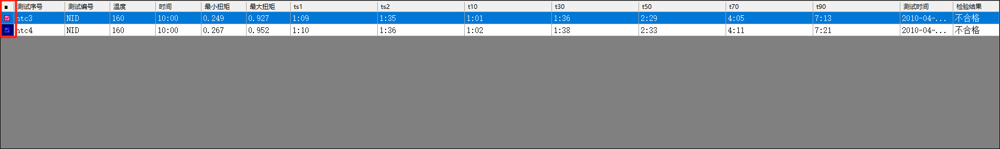 测试序号 测试编号 温度 时间 最小扭矩 最大扭矩 ts1 ts2 t10 t30 t50 t70 t90 测试时间 检验结果
ntc3 NID 160 10:00 0.249 0.927 1:09 1:35 1:01 1:36 2:29 4:05 7:13 2010-04-... 不合格
ntc4 NID 160 10:00 0.267 0.952 1:10 1:36 1:02 1:38 2:33 4:11 7:21 2010-04-... 不合格